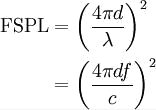 FSPL = (4πd/λ)²
= (4πdf/c)²